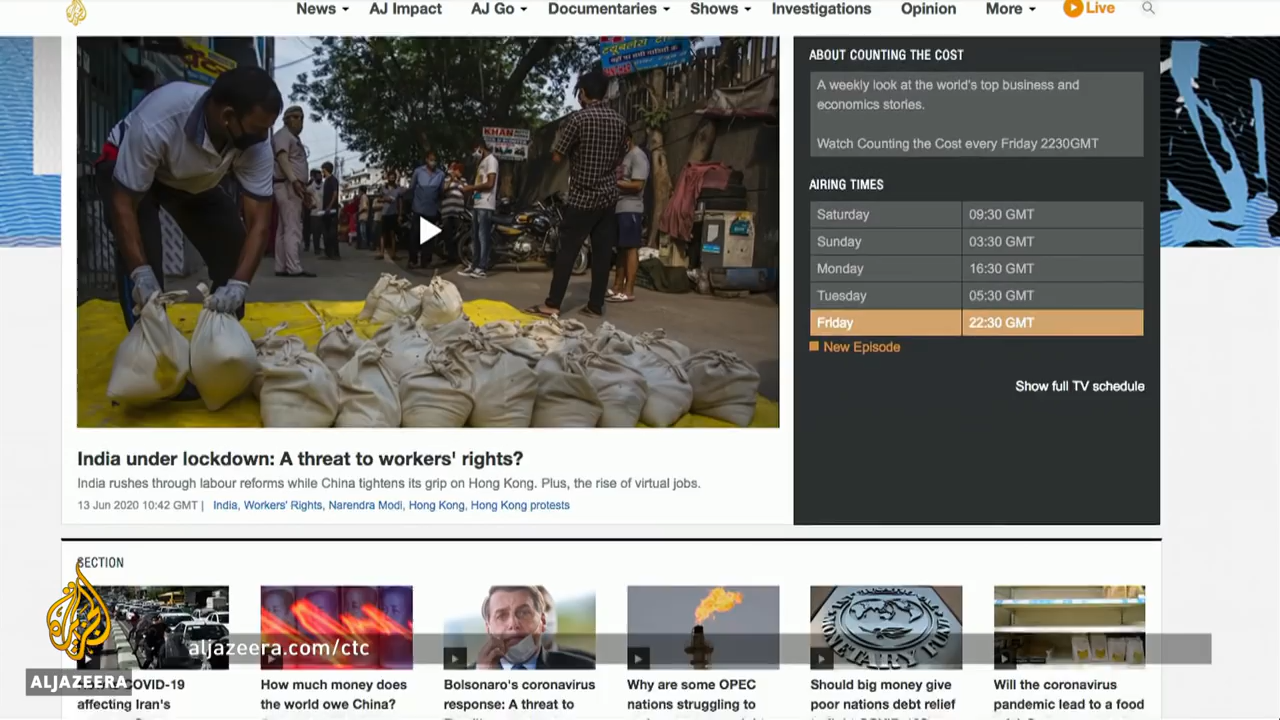 News
AJ Impact
AJ Go
Documentaries
Shows
Investigations
Opinion
More
Live
KHAN
ABOUT COUNTING THE COST
A weekly look at the world's top business and
economics stories.
Watch Counting the Cost every Friday 2230GMT
AIRING TIMES
Saturday 09:30 GMT
Sunday 03:30 GMT
Monday 16:30 GMT
Tuesday 05:30 GMT
Friday 22:30 GMT
New Episode
Show full TV schedule
India under lockdown: A threat to workers' rights?
India rushes through labour reforms while China tightens its grip on Hong Kong. Plus, the rise of virtual jobs.
13 Jun 2020 10:42 GMT | India, Workers' Rights, Narendra Modi, Hong Kong, Hong Kong protests
SECTION
aljazeera.com/ctc
ALJAZEERA
COVID-19
affecting Iran's
How much money does
the world owe China?
Bolsonaro's coronavirus
response: A threat to
Why are some OPEC
nations struggling to
Should big money give
poor nations debt relief
Will the coronavirus
pandemic lead to a food